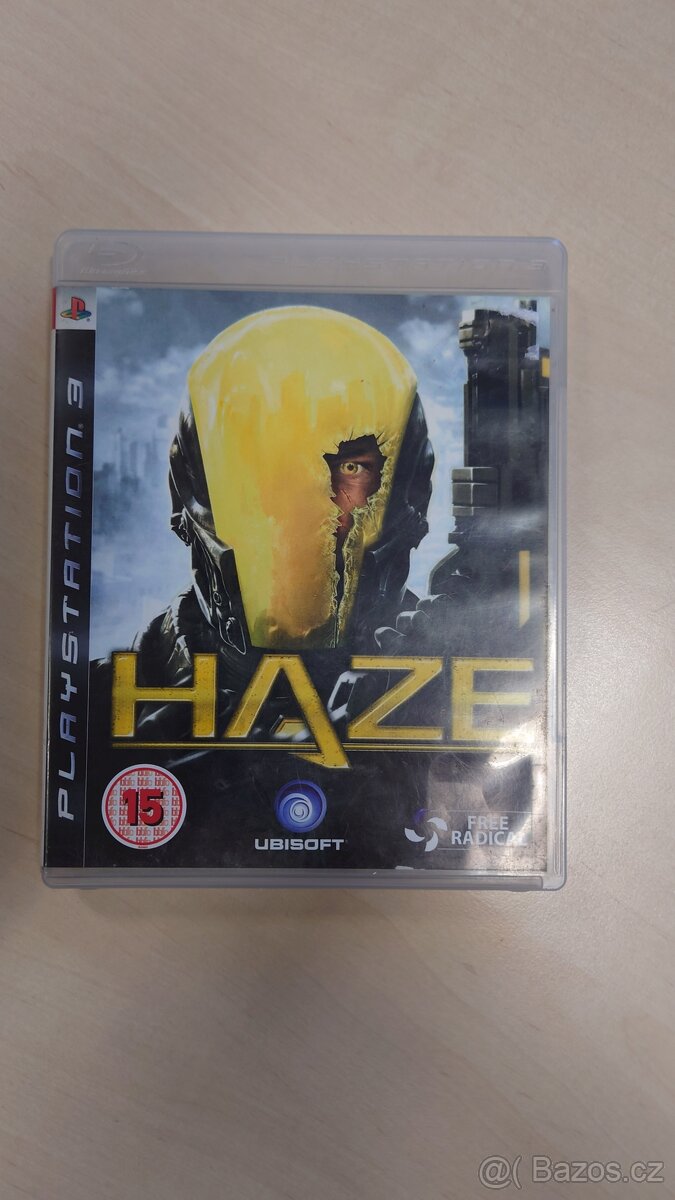 PLAYSTATION 3
HAZE
15
UBISOFT
FREE
RADICAL
@( Bazos.cz